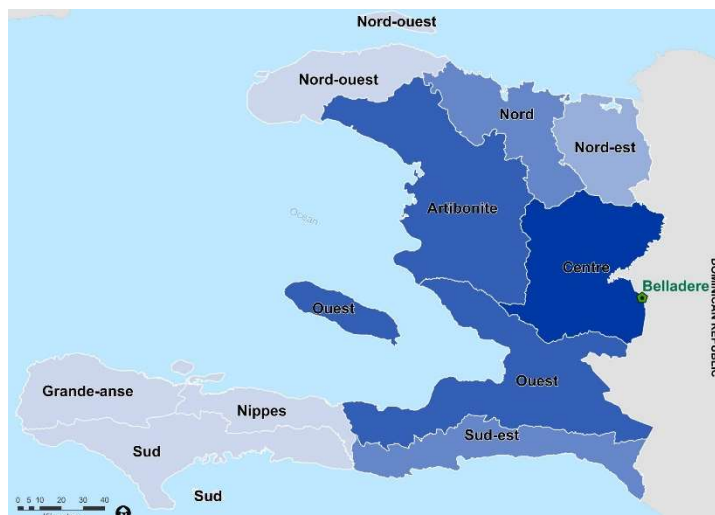 Nord-ouest
Nord-ouest
Nord
Nord-est
Artibonite
Ocean
Centre
DOMINICAN REPUBLIC
Belladere
Ouest
Ouest
Grande-anse
Nippes
Sud-est
Sud
Sud
0 5 10 20 30 40